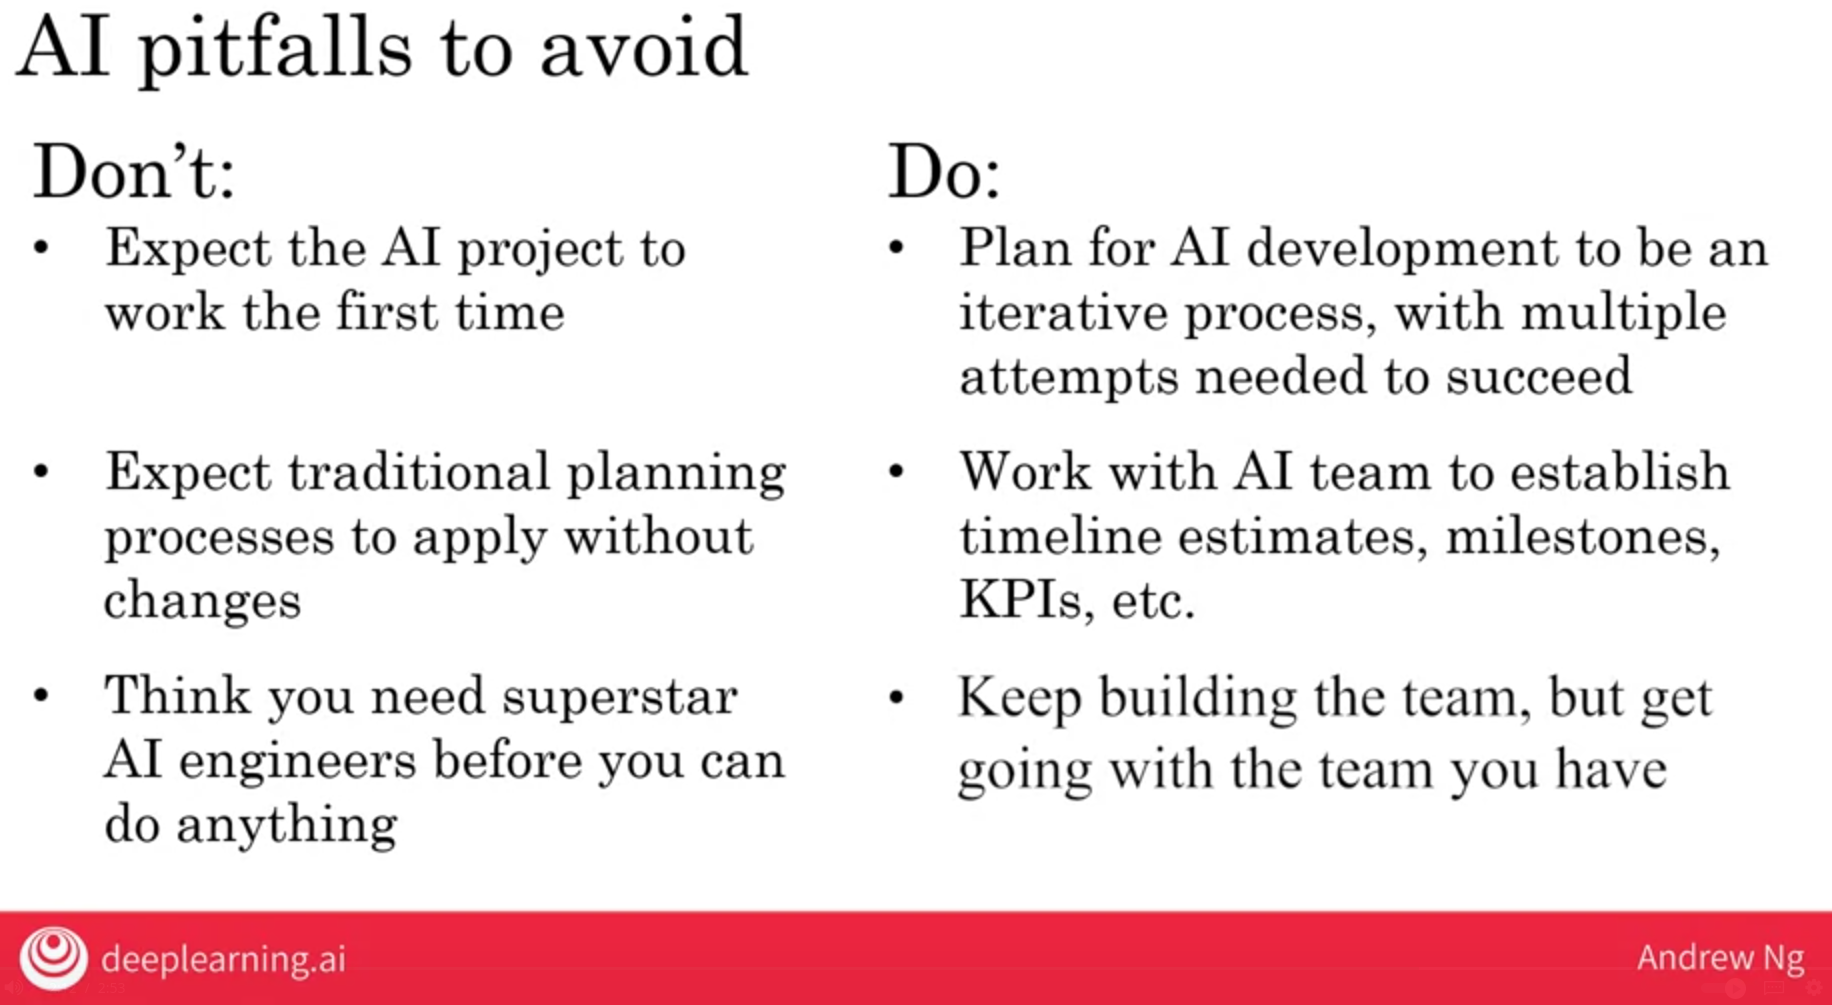 AI pitfalls to avoid
Don’t:
• Expect the AI project to
work the first time
• Expect traditional planning
processes to apply without
changes
• Think you need superstar
AI engineers before you can
do anything
Do:
• Plan for AI development to be an
iterative process, with multiple
attempts needed to succeed
• Work with AI team to establish
timeline estimates, milestones,
KPIs, etc.
• Keep building the team, but get
going with the team you have
deeplearning.ai
Andrew Ng